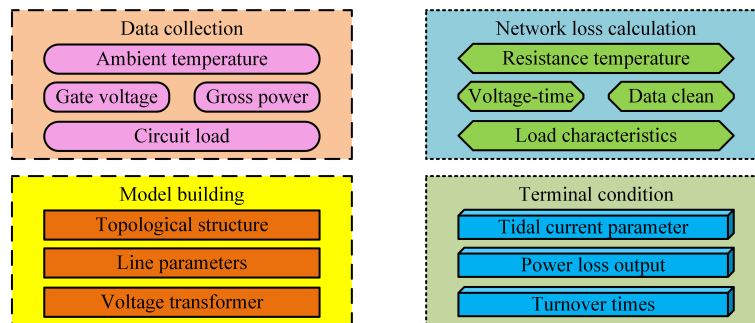 Data collection
Ambient temperature
Gate voltage
Gross power
Circuit load
Network loss calculation
Resistance temperature
Voltage-time
Data clean
Load characteristics
Model building
Topological structure
Line parameters
Voltage transformer
Terminal condition
Tidal current parameter
Power loss output
Turnover times